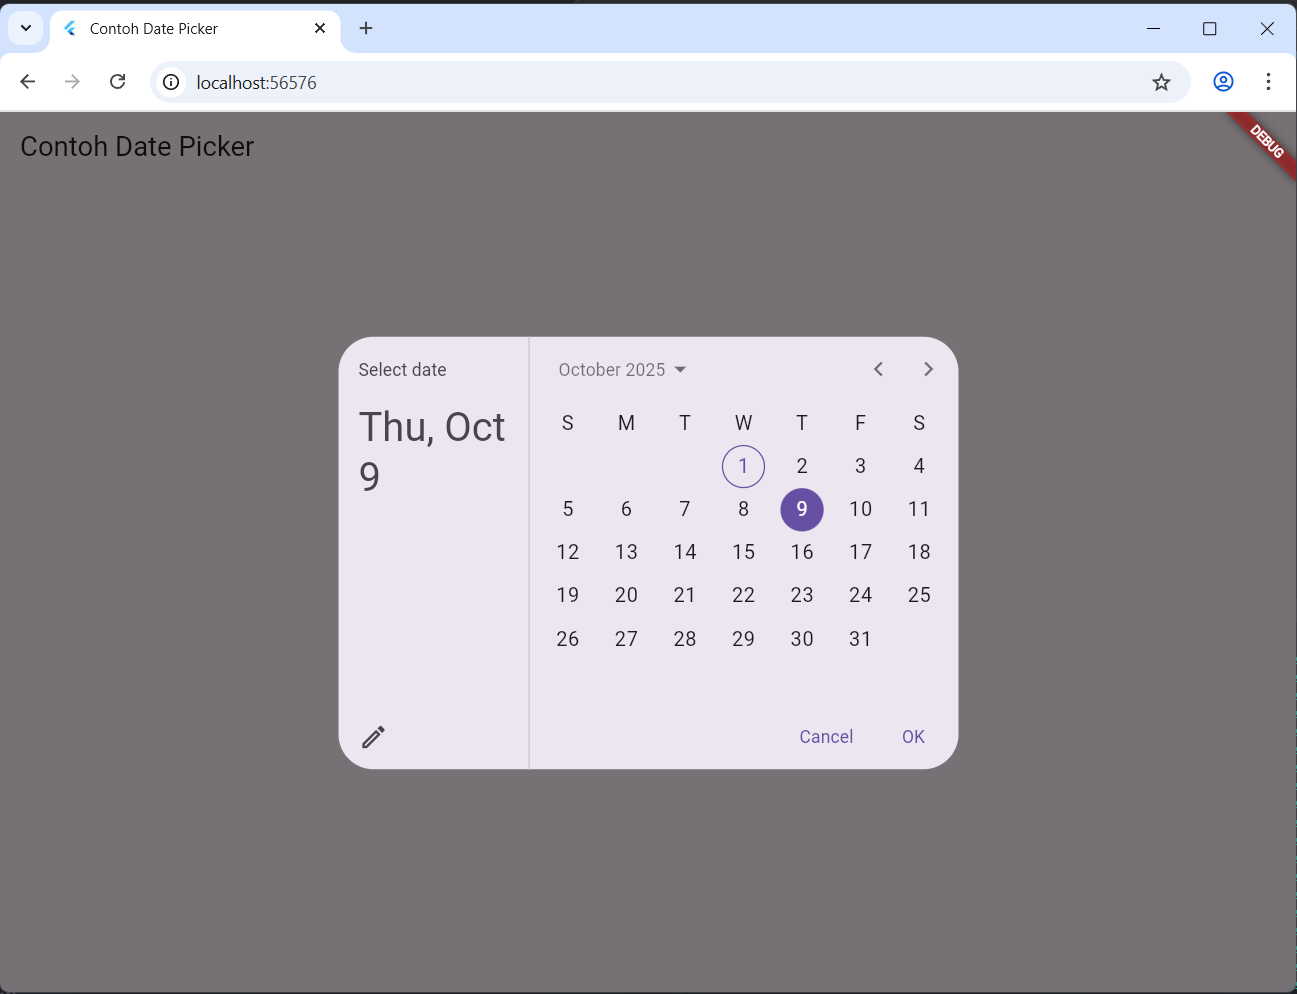 Contoh Date Picker
localhost:56576
Contoh Date Picker
DEBUG
Select date
Thu, Oct
9
October 2025
S M T W T F S
1 2 3 4
5 6 7 8 9 10 11
12 13 14 15 16 17 18
19 20 21 22 23 24 25
26 27 28 29 30 31
Cancel OK